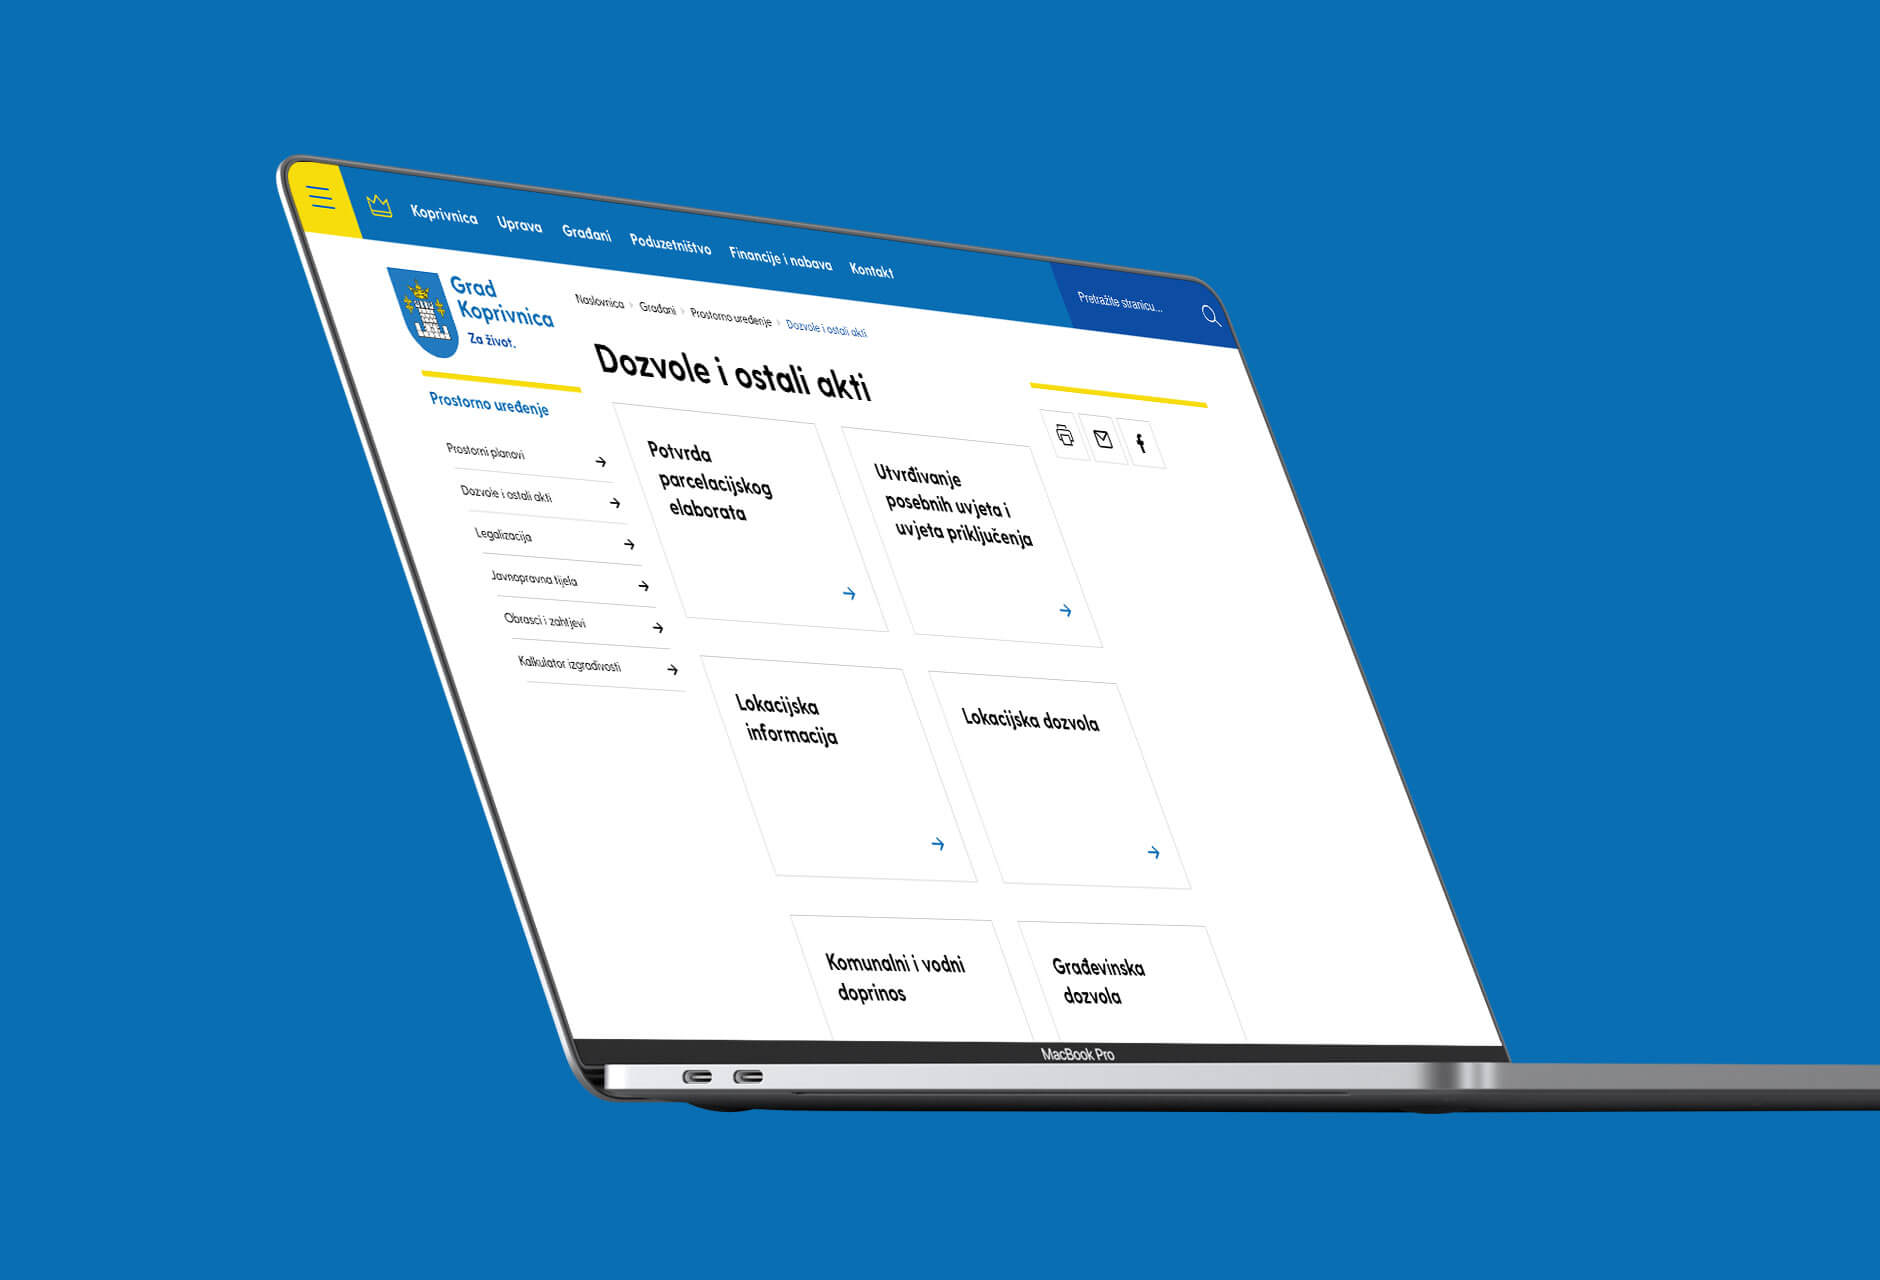 Koprivnica Uprava Građani Poduzetništvo Financije i nabava Kontakt
Pretražite stranicu...
Grad
Koprivnica
Za život.
Naslovnica › Građani › Prostorno uređenje › Dozvole i ostali akti
Dozvole i ostali akti
Prostorno uređenje
Prostorni planovi
Dozvole i ostali akti
Legalizacija
Javnopravna tijela
Obrasci i zahtjevi
Kalkulator izgrađivosti
Potvrda
parcelacijskog
elaborata
Utvrđivanje
posebnih uvjeta i
uvjeta priključenja
Lokacijska
informacija
Lokacijska dozvola
Komunalni i vodni
doprinos
Građevinska
dozvola
MacBook Pro